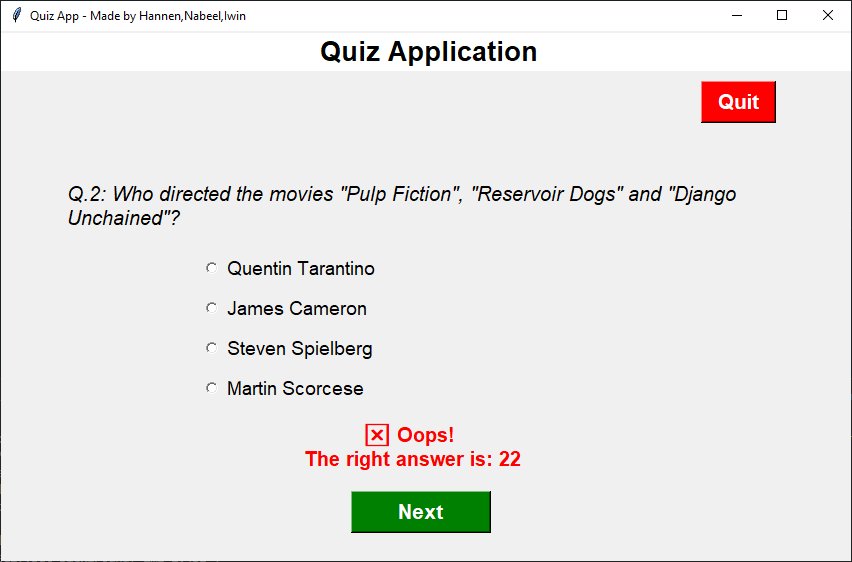 Quiz App - Made by Hannen,Nabeel,Iwin
Quiz Application
Quit
Q.2: Who directed the movies "Pulp Fiction", "Reservoir Dogs" and "Django
Unchained"?
Quentin Tarantino
James Cameron
Steven Spielberg
Martin Scorcese
Oops!
The right answer is: 22
Next